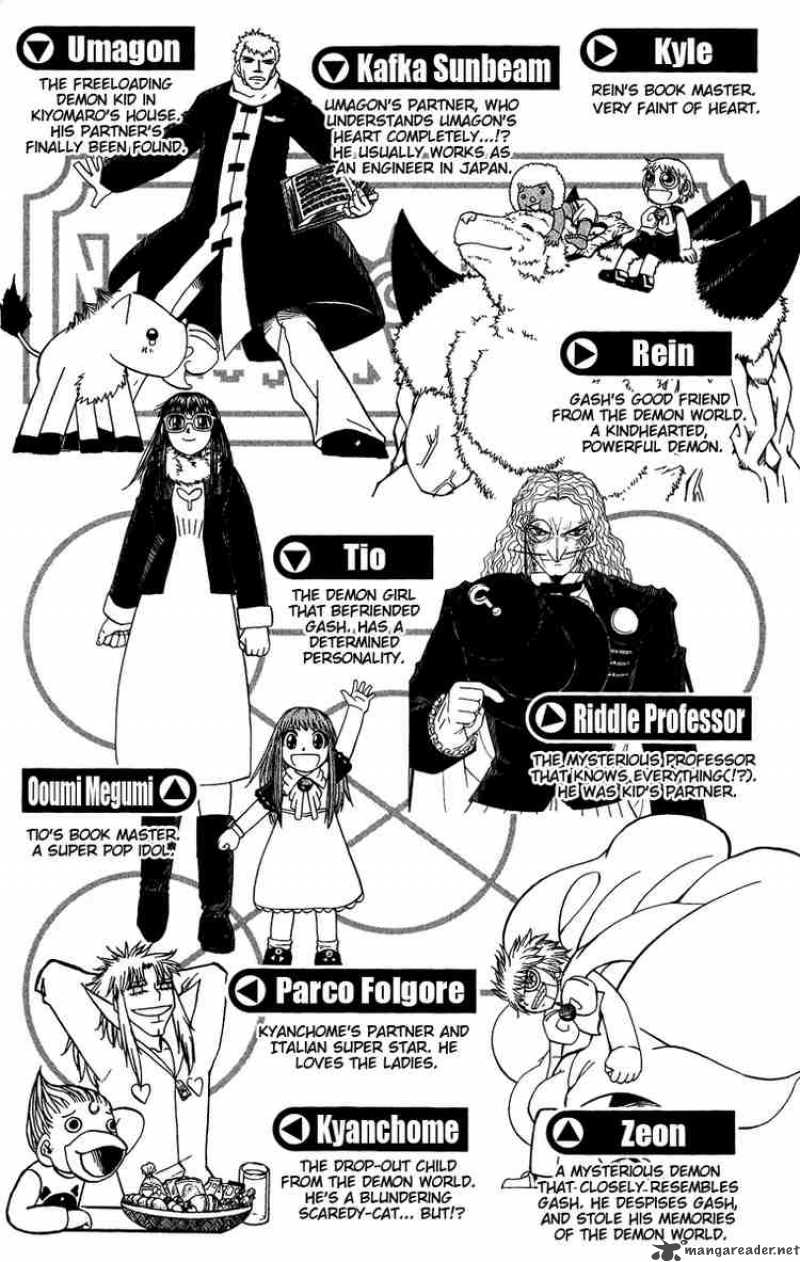 Umagon
THE FREELOADING
DEMON KID IN
KIYOMARO'S HOUSE.
HIS PARTNER'S
FINALLY BEEN FOUND.
Kafka Sunbeam
UMAGON'S PARTNER, WHO
UNDERSTANDS UMAGON'S
HEART COMPLETELY...!?
HE USUALLY WORKS AS
AN ENGINEER IN JAPAN.
Kyle
REIN'S BOOK MASTER.
VERY FAINT OF HEART.
Rein
GASH'S GOOD FRIEND
FROM THE DEMON WORLD.
A KINDHEARTED,
POWERFUL DEMON.
Tio
THE DEMON GIRL
THAT BEFRIENDED
GASH. HAS A
DETERMINED
PERSONALITY.
Riddle Professor
THE MYSTERIOUS PROFESSOR
THAT KNOWS EVERYTHING(!?).
HE WAS KID'S PARTNER.
Ooumi Megumi
TIO'S BOOK MASTER.
A SUPER POP IDOL.
Parco Folgore
KYANCHOME'S PARTNER AND
ITALIAN SUPER STAR. HE
LOVES THE LADIES.
Kyanchome
THE DROP-OUT CHILD
FROM THE DEMON WORLD.
HE'S A BLUNDERING
SCAREDY-CAT... BUT!?
Zeon
A MYSTERIOUS DEMON
THAT CLOSELY RESEMBLES
GASH. HE DESPISES GASH,
AND STOLE HIS MEMORIES
OF THE DEMON WORLD.
mangareader.net